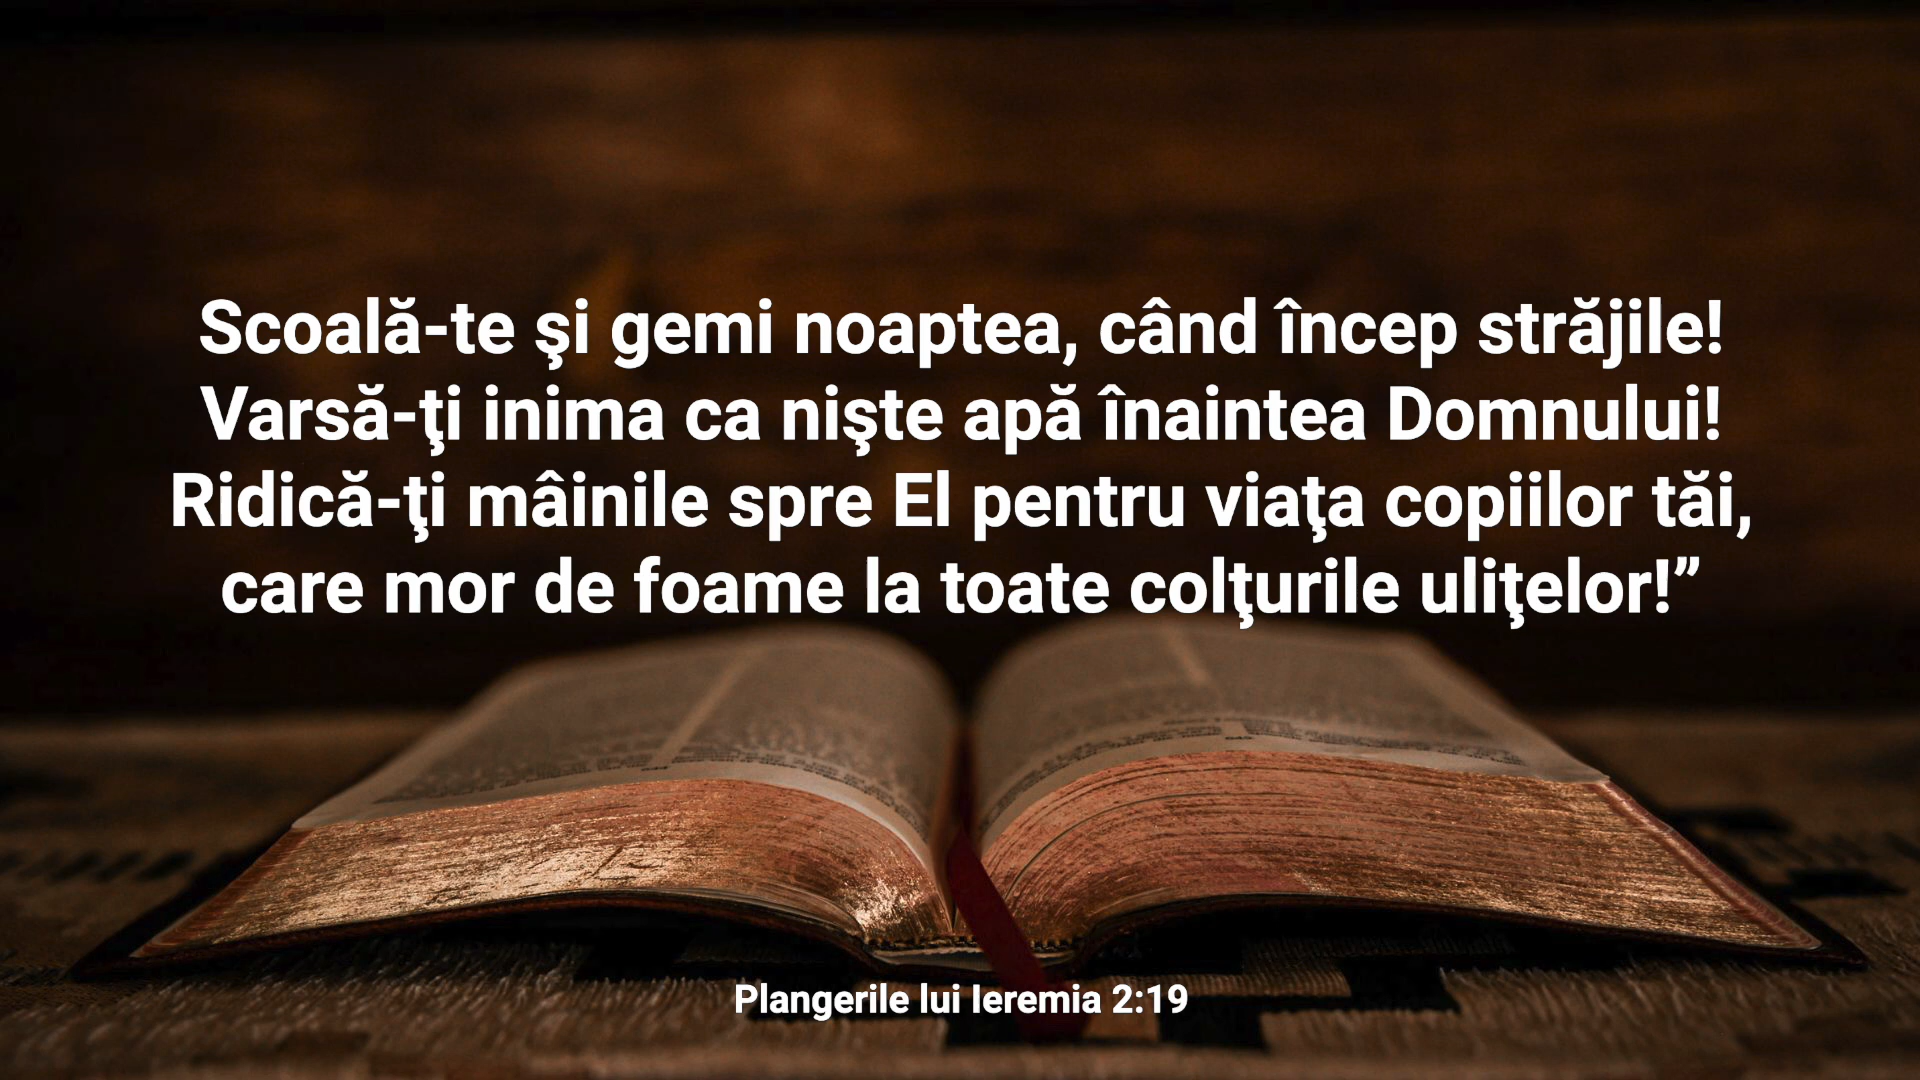 Scoală-te şi gemi noaptea, când încep străjile!
Varsă-ţi inima ca nişte apă înaintea Domnului!
Ridică-ţi mâinile spre El pentru viaţa copiilor tăi,
care mor de foame la toate colţurile uliţelor!”
Plangerile lui Ieremia 2:19